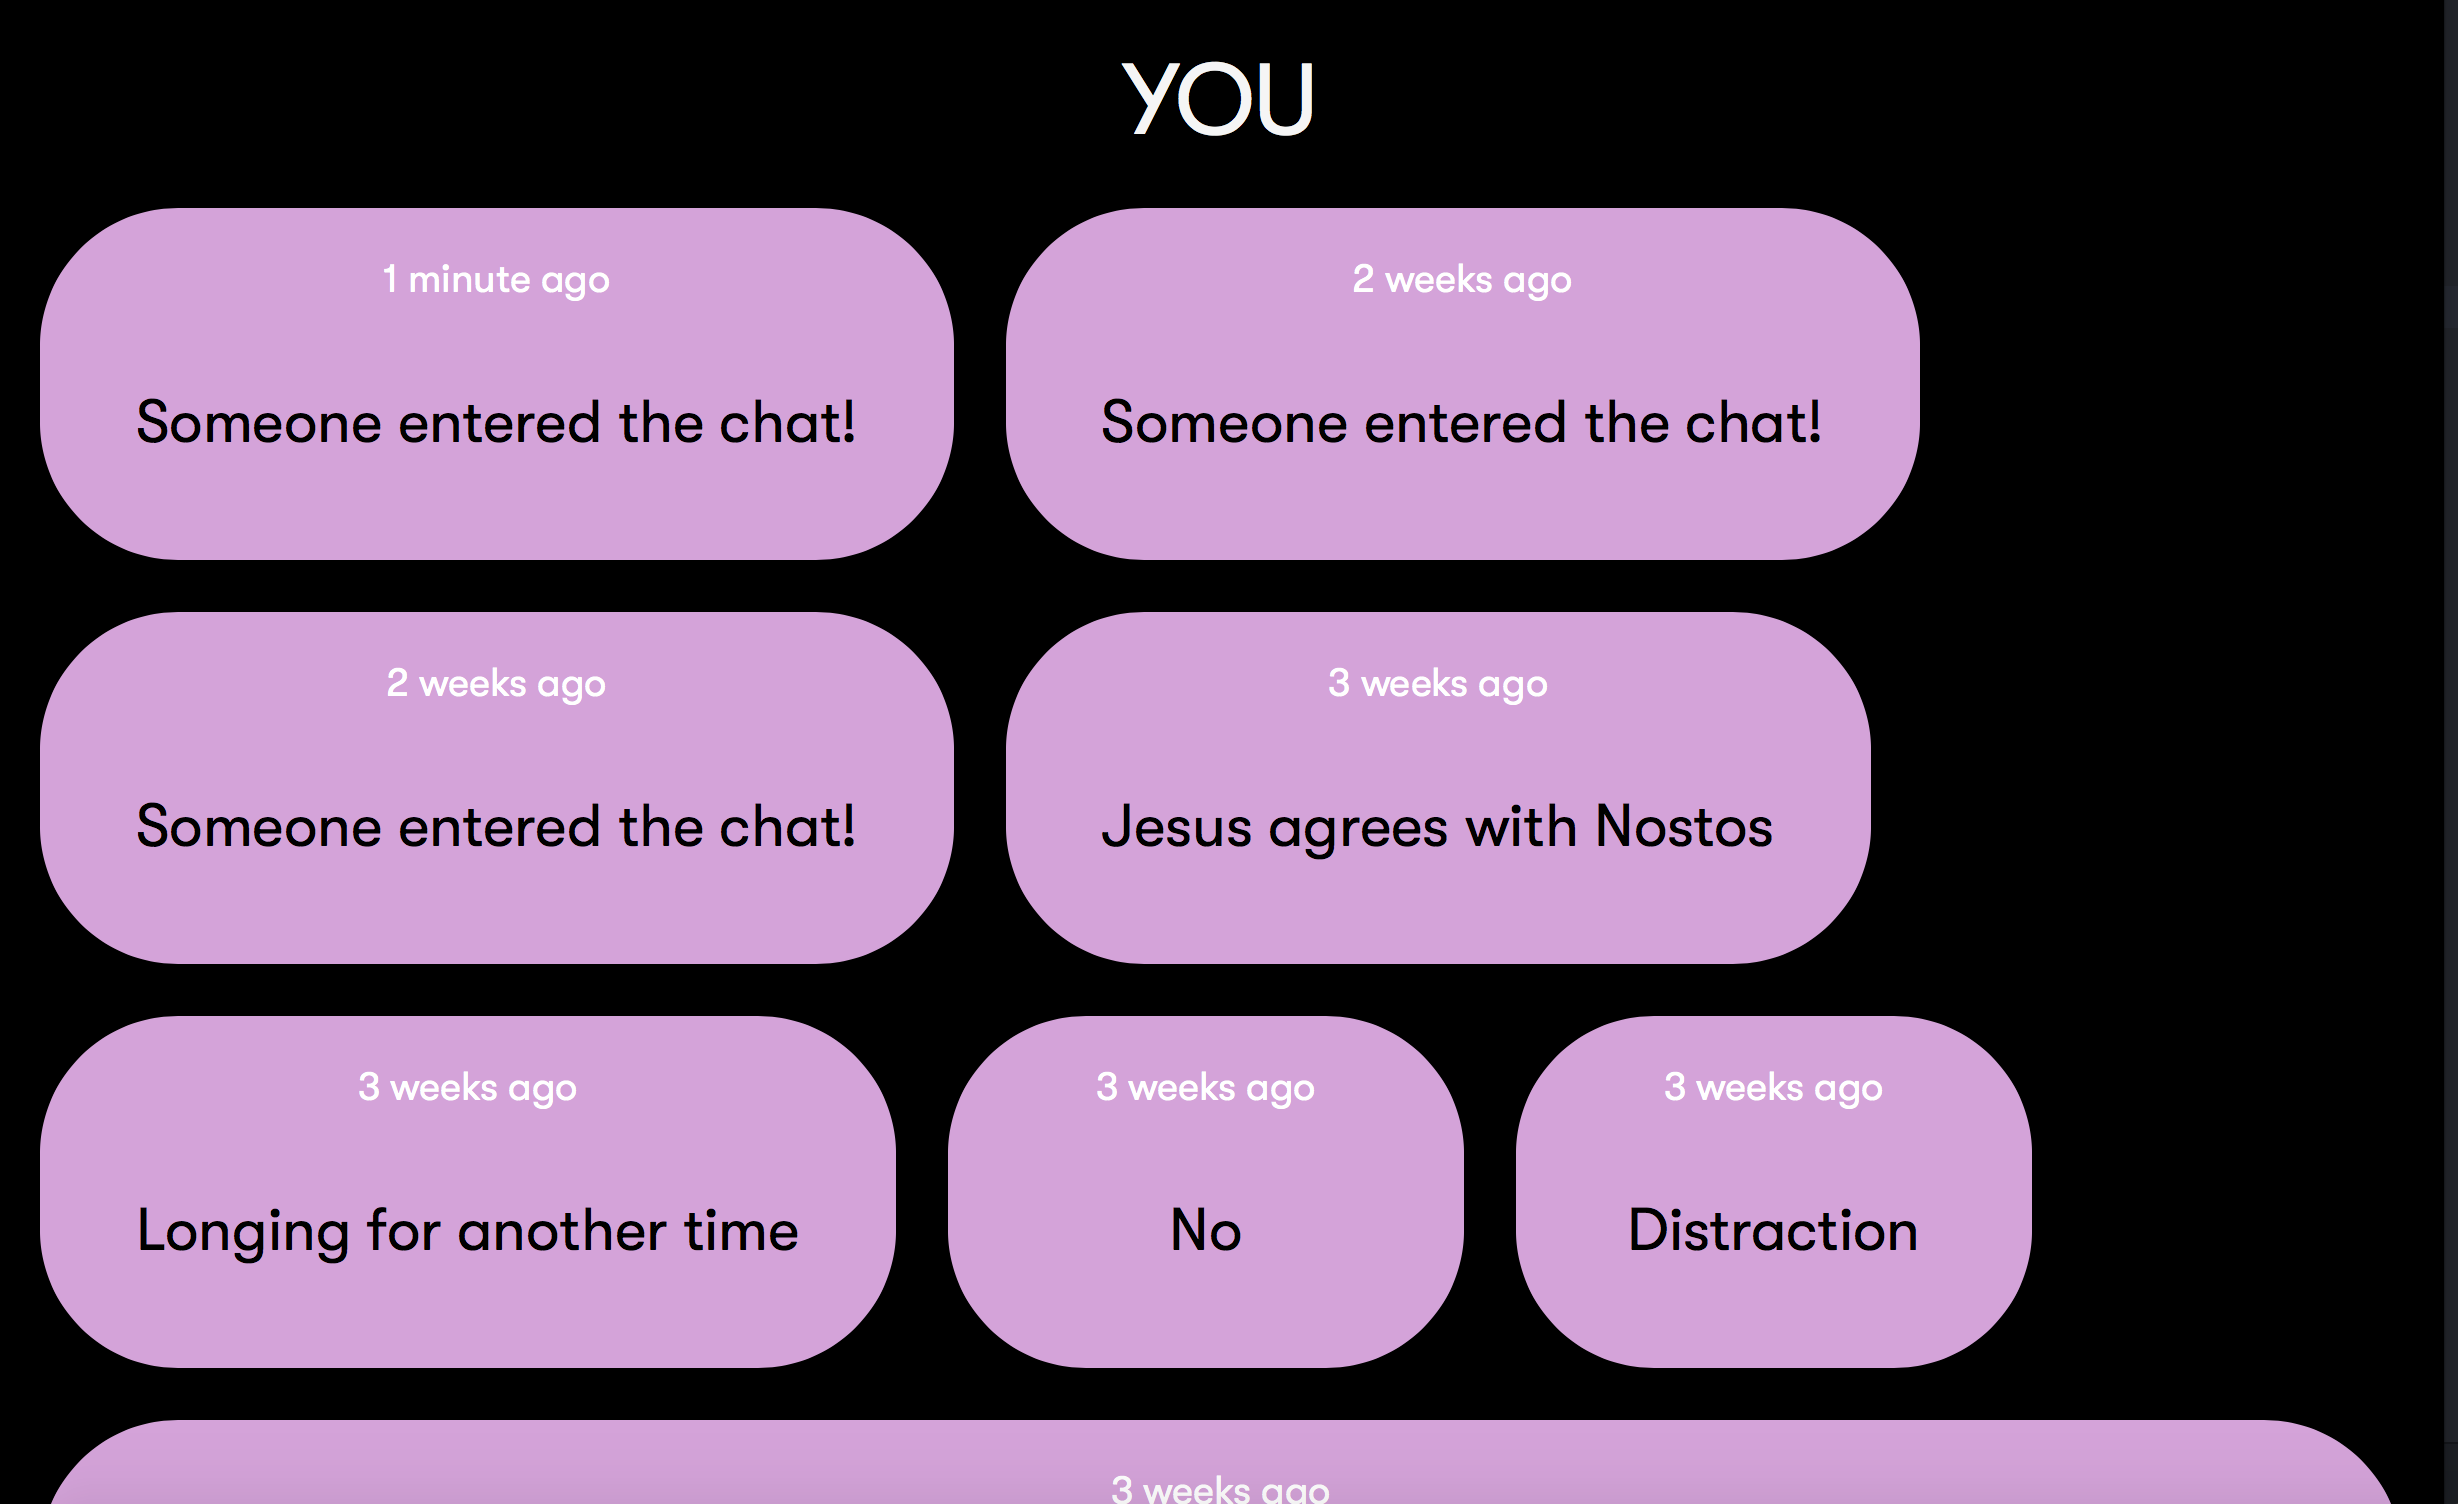 YOU
1 minute ago
Someone entered the chat!
2 weeks ago
Someone entered the chat!
2 weeks ago
Someone entered the chat!
3 weeks ago
Jesus agrees with Nostos
3 weeks ago
Longing for another time
3 weeks ago
No
3 weeks ago
Distraction
3 weeks ago